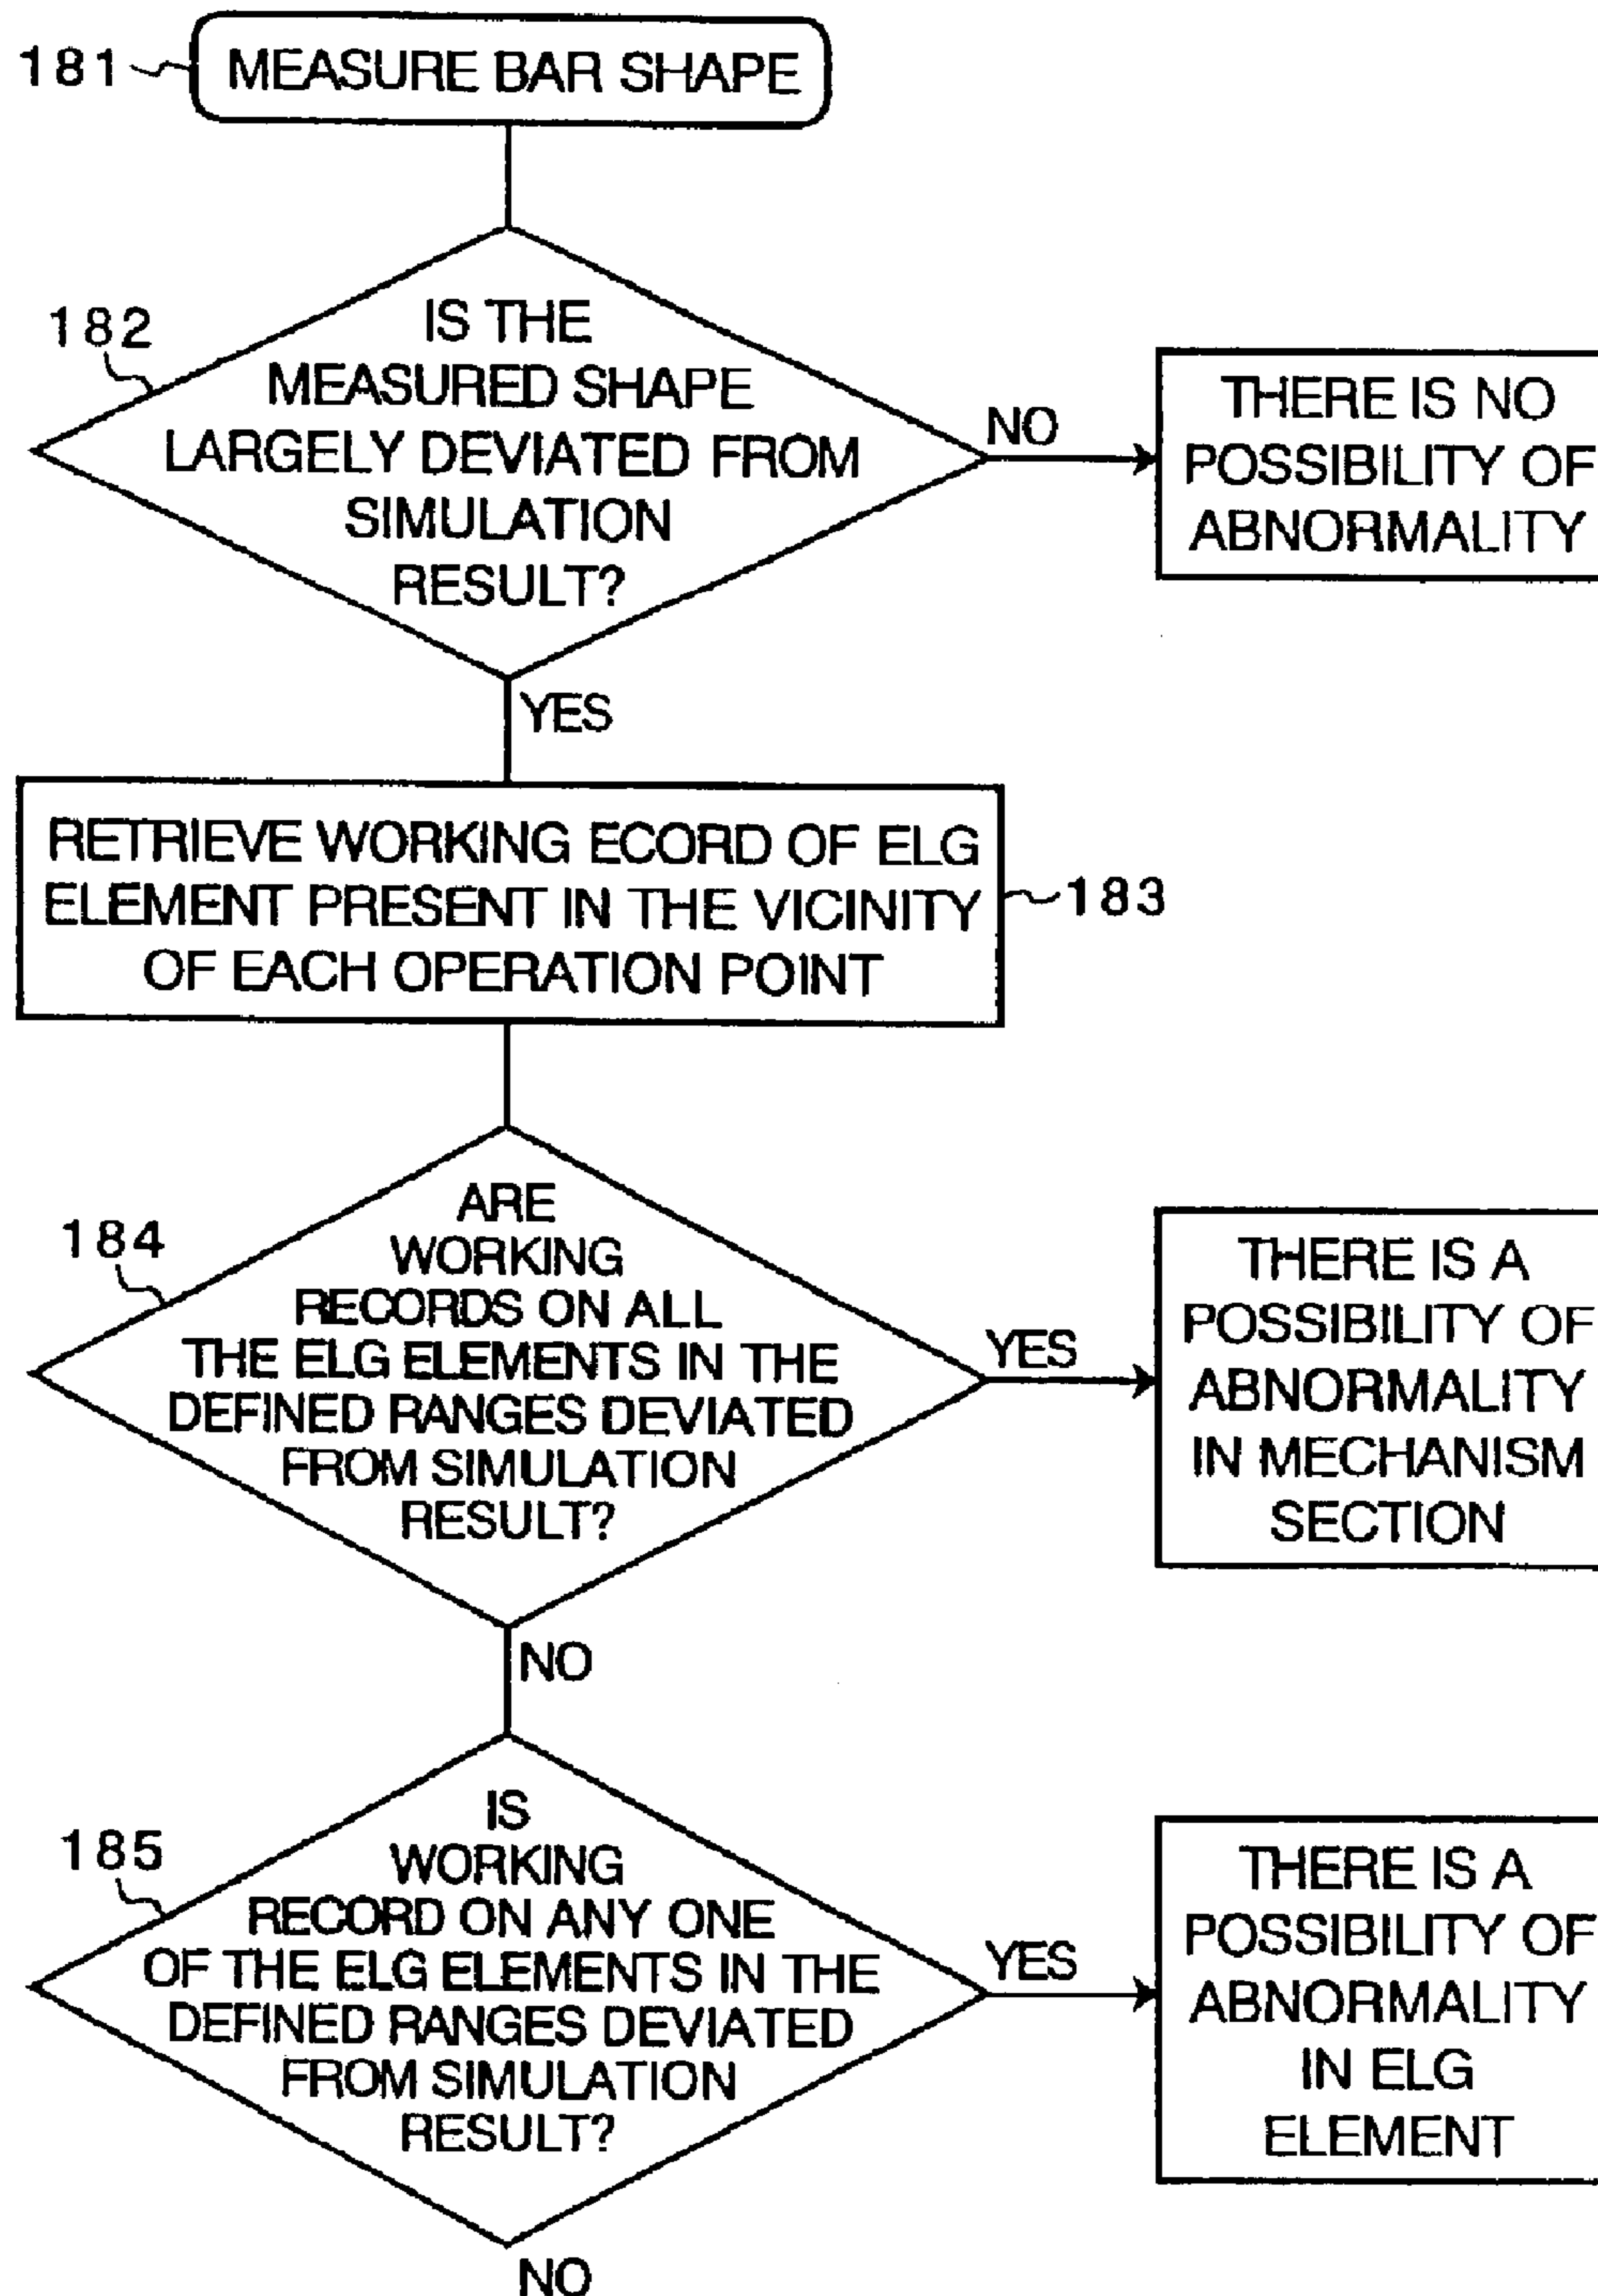 181
MEASURE BAR SHAPE
182
IS THE
MEASURED SHAPE
LARGELY DEVIATED FROM
SIMULATION
RESULT?
NO
THERE IS NO
POSSIBILITY OF
ABNORMALITY
YES
RETRIEVE WORKING ECORD OF ELG
ELEMENT PRESENT IN THE VICINITY
OF EACH OPERATION POINT
183
184
ARE
WORKING
RECORDS ON ALL
THE ELG ELEMENTS IN THE
DEFINED RANGES DEVIATED
FROM SIMULATION
RESULT?
YES
THERE IS A
POSSIBILITY OF
ABNORMALITY
IN MECHANISM
SECTION
NO
185
IS
WORKING
RECORD ON ANY ONE
OF THE ELG ELEMENTS IN THE
DEFINED RANGES DEVIATED
FROM SIMULATION
RESULT?
YES
THERE IS A
POSSIBILITY OF
ABNORMALITY
IN ELG
ELEMENT
NO